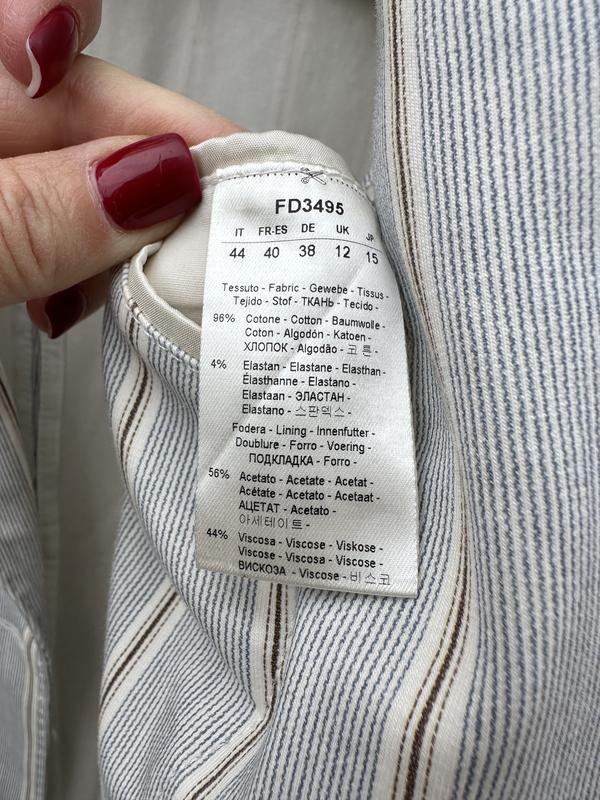 FD3495
IT FR-ES DE UK JP
44 40 38 12 15
Tessuto - Fabric - Gewebe - Tissus -
Tejido - Stof - ТКАНЬ - Tecido -
96% Cotone - Cotton - Baumwolle -
Coton - Algodón - Katoen -
ХЛОПОК - Algodão - 코 튼 -
4% Elastan - Elastane - Elasthan -
Élasthanne - Elastano -
Elastaan - ЭЛАСТАН -
Elastano - 스판덱스 -
Fodera - Lining - Innenfutter -
Doublure - Forro - Voering -
ПОДКЛАДКА - Forro -
56% Acetato - Acetate - Acetat -
Acétate - Acetato - Acetaat -
АЦЕТАТ - Acetato -
아세테이트 -
44% Viscosa - Viscose - Viskose -
Viscose - Viscosa - Viscose -
ВИСКОЗА - Viscose - 비스코